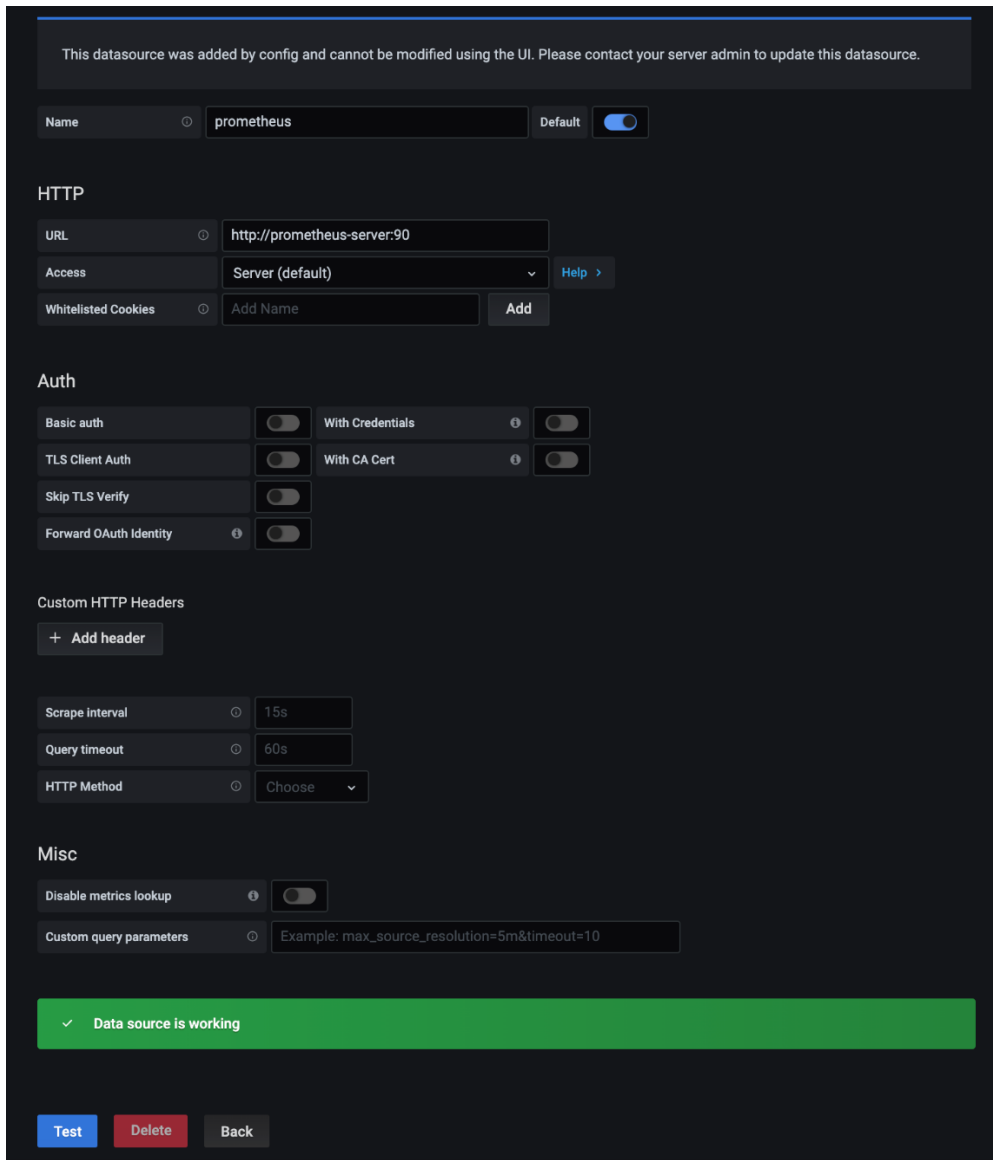 This datasource was added by config and cannot be modified using the UI. Please contact your server admin to update this datasource.
Name prometheus Default
HTTP
URL http://prometheus-server:90
Access Server (default) Help >
Whitelisted Cookies Add Name Add
Auth
Basic auth With Credentials
TLS Client Auth With CA Cert
Skip TLS Verify
Forward OAuth Identity
Custom HTTP Headers
+ Add header
Scrape interval 15s
Query timeout 60s
HTTP Method Choose
Misc
Disable metrics lookup
Custom query parameters Example: max_source_resolution=5m&timeout=10
Data source is working
Test Delete Back